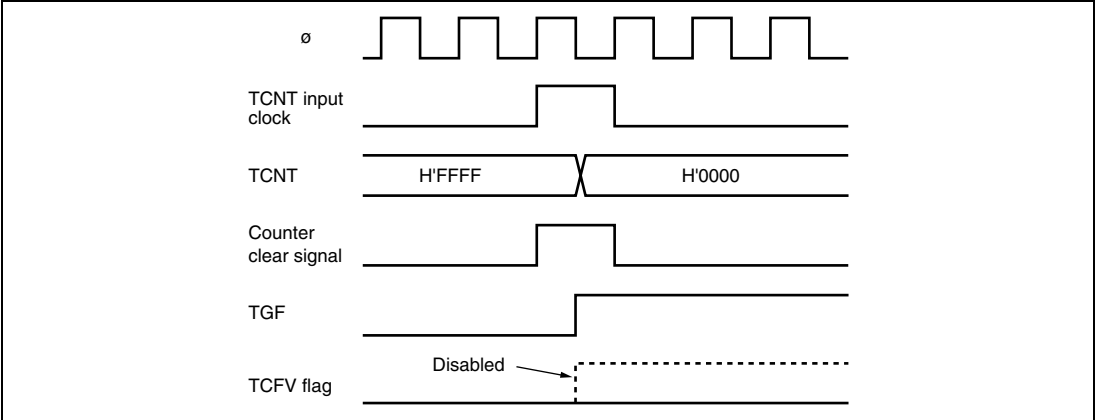 ø
TCNT input
clock
TCNT
H'FFFF
H'0000
Counter
clear signal
TGF
Disabled
TCFV flag